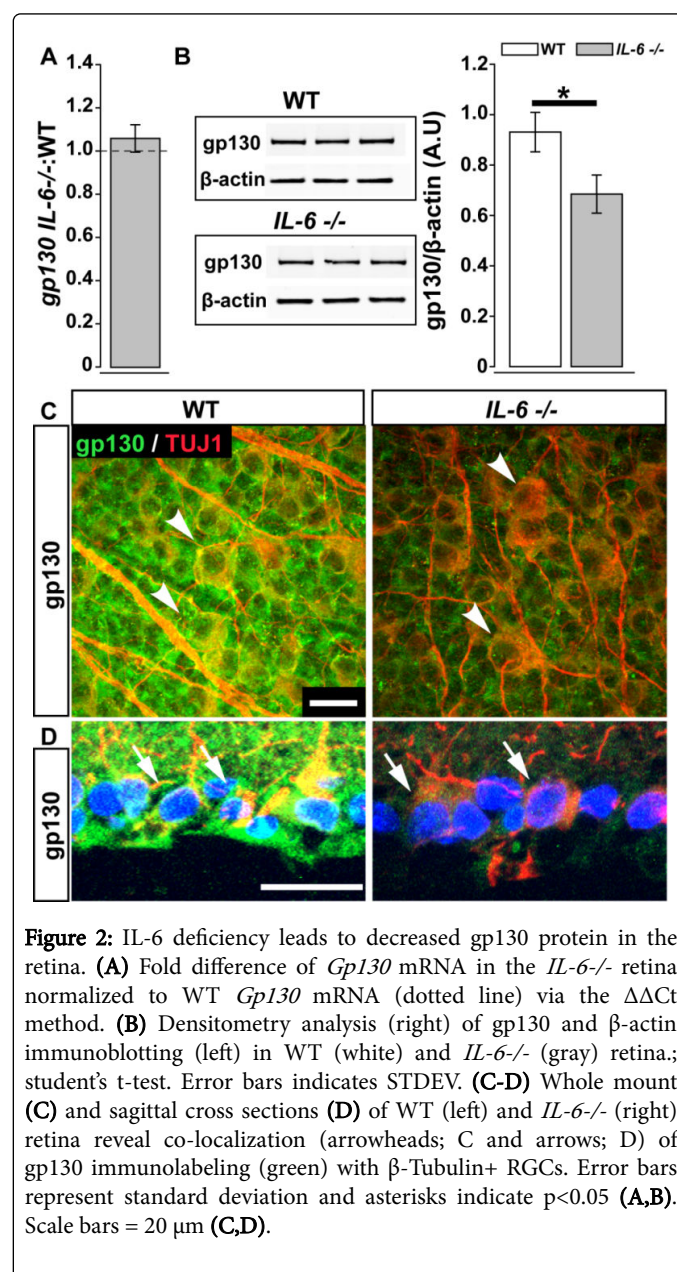 A
B
WT
IL-6 -/-
1.4
1.2
1.0
0.8
0.6
0.4
0.2
0
gp130 IL-6-/-:WT
WT
gp130
β-actin
IL-6 -/-
gp130
β-actin
1.2
1.0
0.8
0.6
0.4
0.2
0
gp130/β-actin (A.U)
*
C
WT
IL-6 -/-
gp130 / TUJ1
gp130
D
gp130
Figure 2: IL-6 deficiency leads to decreased gp130 protein in the
retina. (A) Fold difference of Gp130 mRNA in the IL-6-/- retina
normalized to WT Gp130 mRNA (dotted line) via the ΔΔCt
method. (B) Densitometry analysis (right) of gp130 and β-actin
immunoblotting (left) in WT (white) and IL-6-/- (gray) retina.;
student's t-test. Error bars indicates STDEV. (C-D) Whole mount
(C) and sagittal cross sections (D) of WT (left) and IL-6-/- (right)
retina reveal co-localization (arrowheads; C and arrows; D) of
gp130 immunolabeling (green) with β-Tubulin+ RGCs. Error bars
represent standard deviation and asterisks indicate p<0.05 (A,B).
Scale bars = 20 μm (C,D).